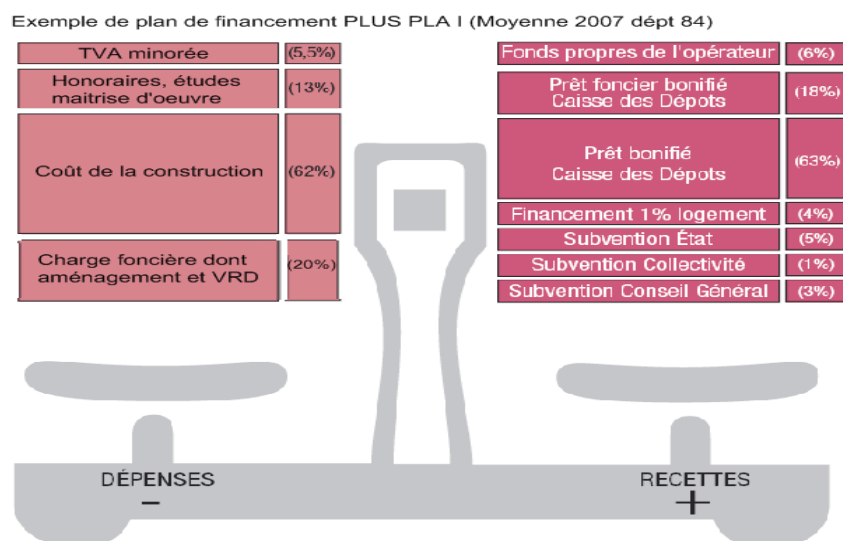 Exemple de plan de financement PLUS PLA I (Moyenne 2007 dépt 84)
TVA minorée (5,5%)
Honoraires, études
maitrise d'oeuvre
(13%)
Coût de la construction (62%)
Charge foncière dont
aménagement et VRD
(20%)
Fonds propres de l'opérateur (6%)
Prêt foncier bonifié
Caisse des Dépots
(18%)
Prêt bonifié
Caisse des Dépots
(63%)
Financement 1% logement (4%)
Subvention État (5%)
Subvention Collectivité (1%)
Subvention Conseil Général (3%)
DÉPENSES
–
RECETTES
+